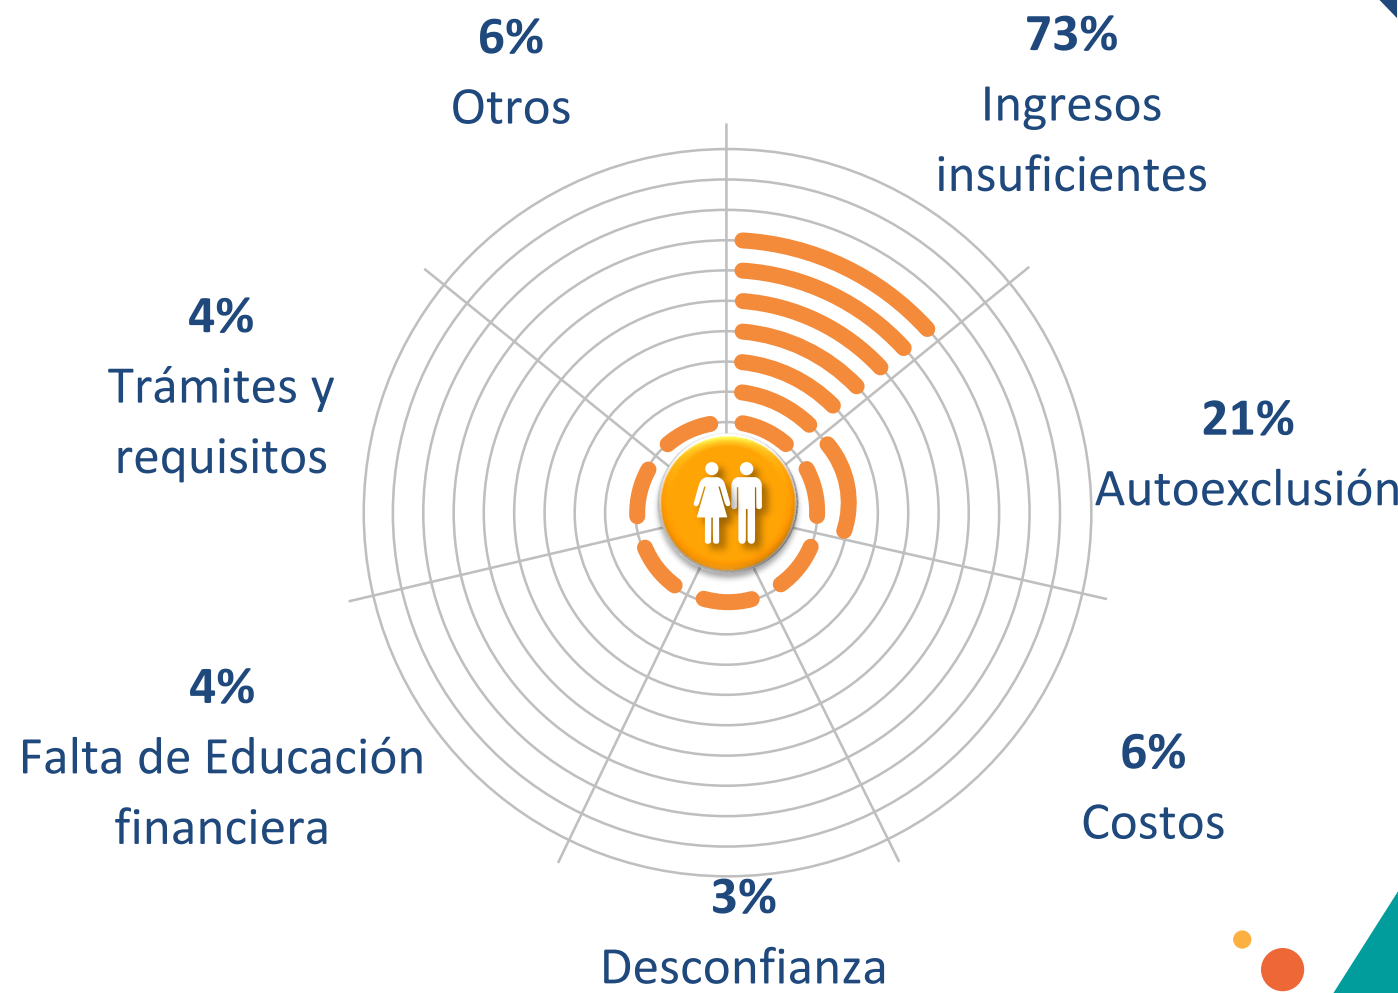 73%
Ingresos
insuficientes
21%
Autoexclusión
6%
Costos
3%
Desconfianza
4%
Falta de Educación
financiera
4%
Trámites y
requisitos
6%
Otros